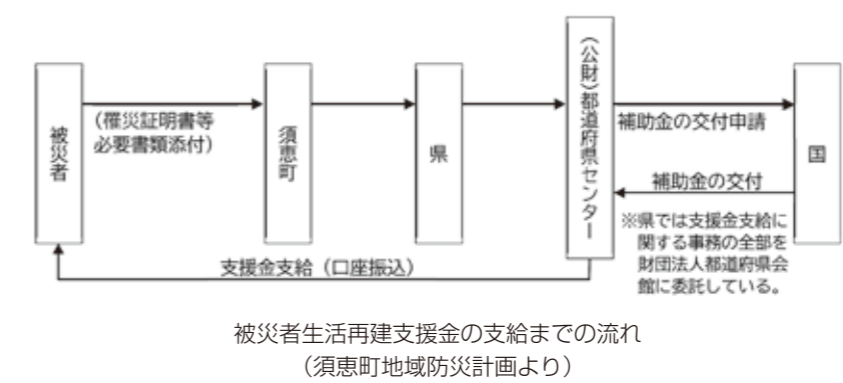 被災者
（罹災証明書等
必要書類添付）
須恵町
県
（公財）都道府県センター
補助金の交付申請
補助金の交付
国
※県では支援金支給に
関する事務の全部を
財団法人都道府県会
館に委託している。
支援金支給（口座振込）
被災者生活再建支援金の支給までの流れ
（須恵町地域防災計画より）